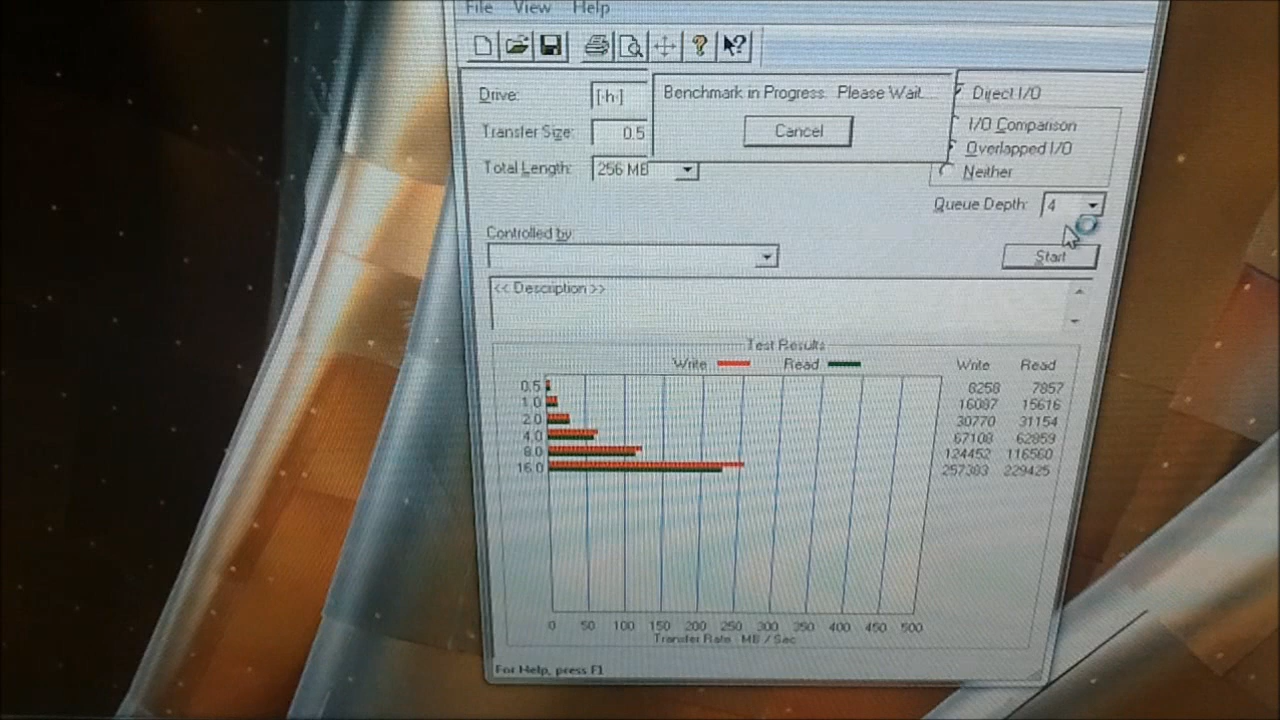 File View Help
Drive: [-h-] Benchmark in Progress. Please Wait.... Direct I/O
Cancel
I/O Comparison
Transfer Size: 0.5
Overlapped I/O
Total Length: 256 MB
Neither
Queue Depth: 4
Controlled by:
Start
<< Description >>
Test Results
Write Read Write Read
0.5 8258 7857
1.0 16087 15616
2.0 30770 31154
4.0 67108 62859
8.0 124452 116560
16.0 257383 229425
0 50 100 150 200 250 300 350 400 450 500
Transfer Rate - MB / Sec
For Help, press F1